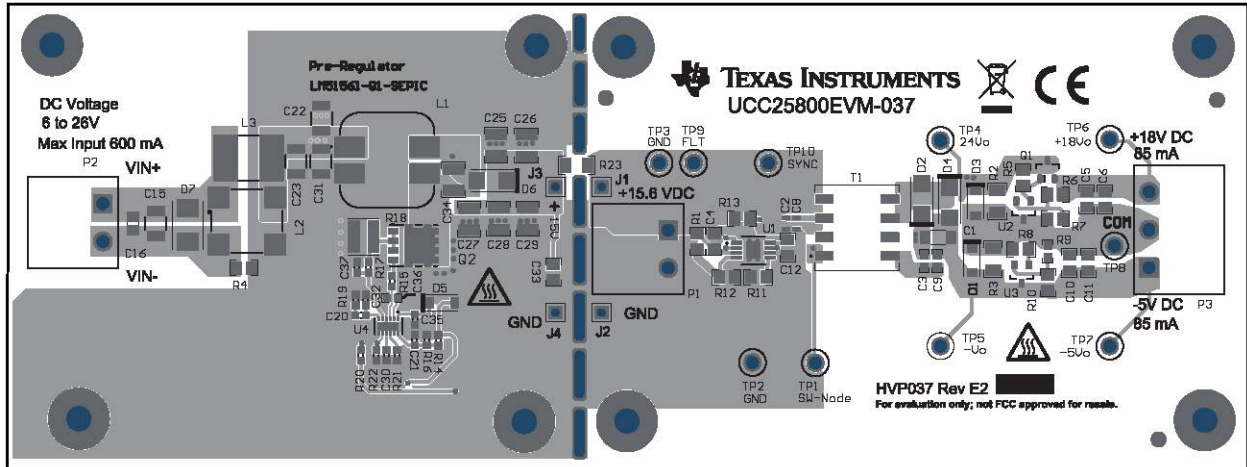 Pre-Regulator
LM51561-Q1-SEPIC
DC Voltage
6 to 26V
Max Input 600 mA
P2
VIN+
VIN-
C15
C16
D7
L3
L2
R4
C22
C23
C31
L1
C25
C26
J3
D6
+
C34
C27
C28
C29
C33
R18
Q2
C37
R17
R15
C36
R19
C32
C20
D5
C35
U4
C21
R16
R14
R20
R22
C30
R21
GND
J4
TEXAS INSTRUMENTS
UCC25800EVM-037
CE
R23
J1
+15.6 VDC
TP3
GND
TP9
FLT
TP10
SYNC
P1
R1
C4
R13
U1
C2
C8
C12
R12
R11
T1
GND
J2
TP2
GND
TP1
SW-Node
TP4
24Vo
TP6
+18Vo
+18V DC
85 mA
D2
D4
D3
R2
Q1
R5
R6
C5
C6
U2
R7
COM
TP8
C1
R8
R9
C3
C9
D1
R3
U3
R10
C10
C11
-5V DC
85 mA
P3
TP5
-Vo
TP7
-5Vo
HVP037 Rev E2
For evaluation only; not FCC approved for resale.